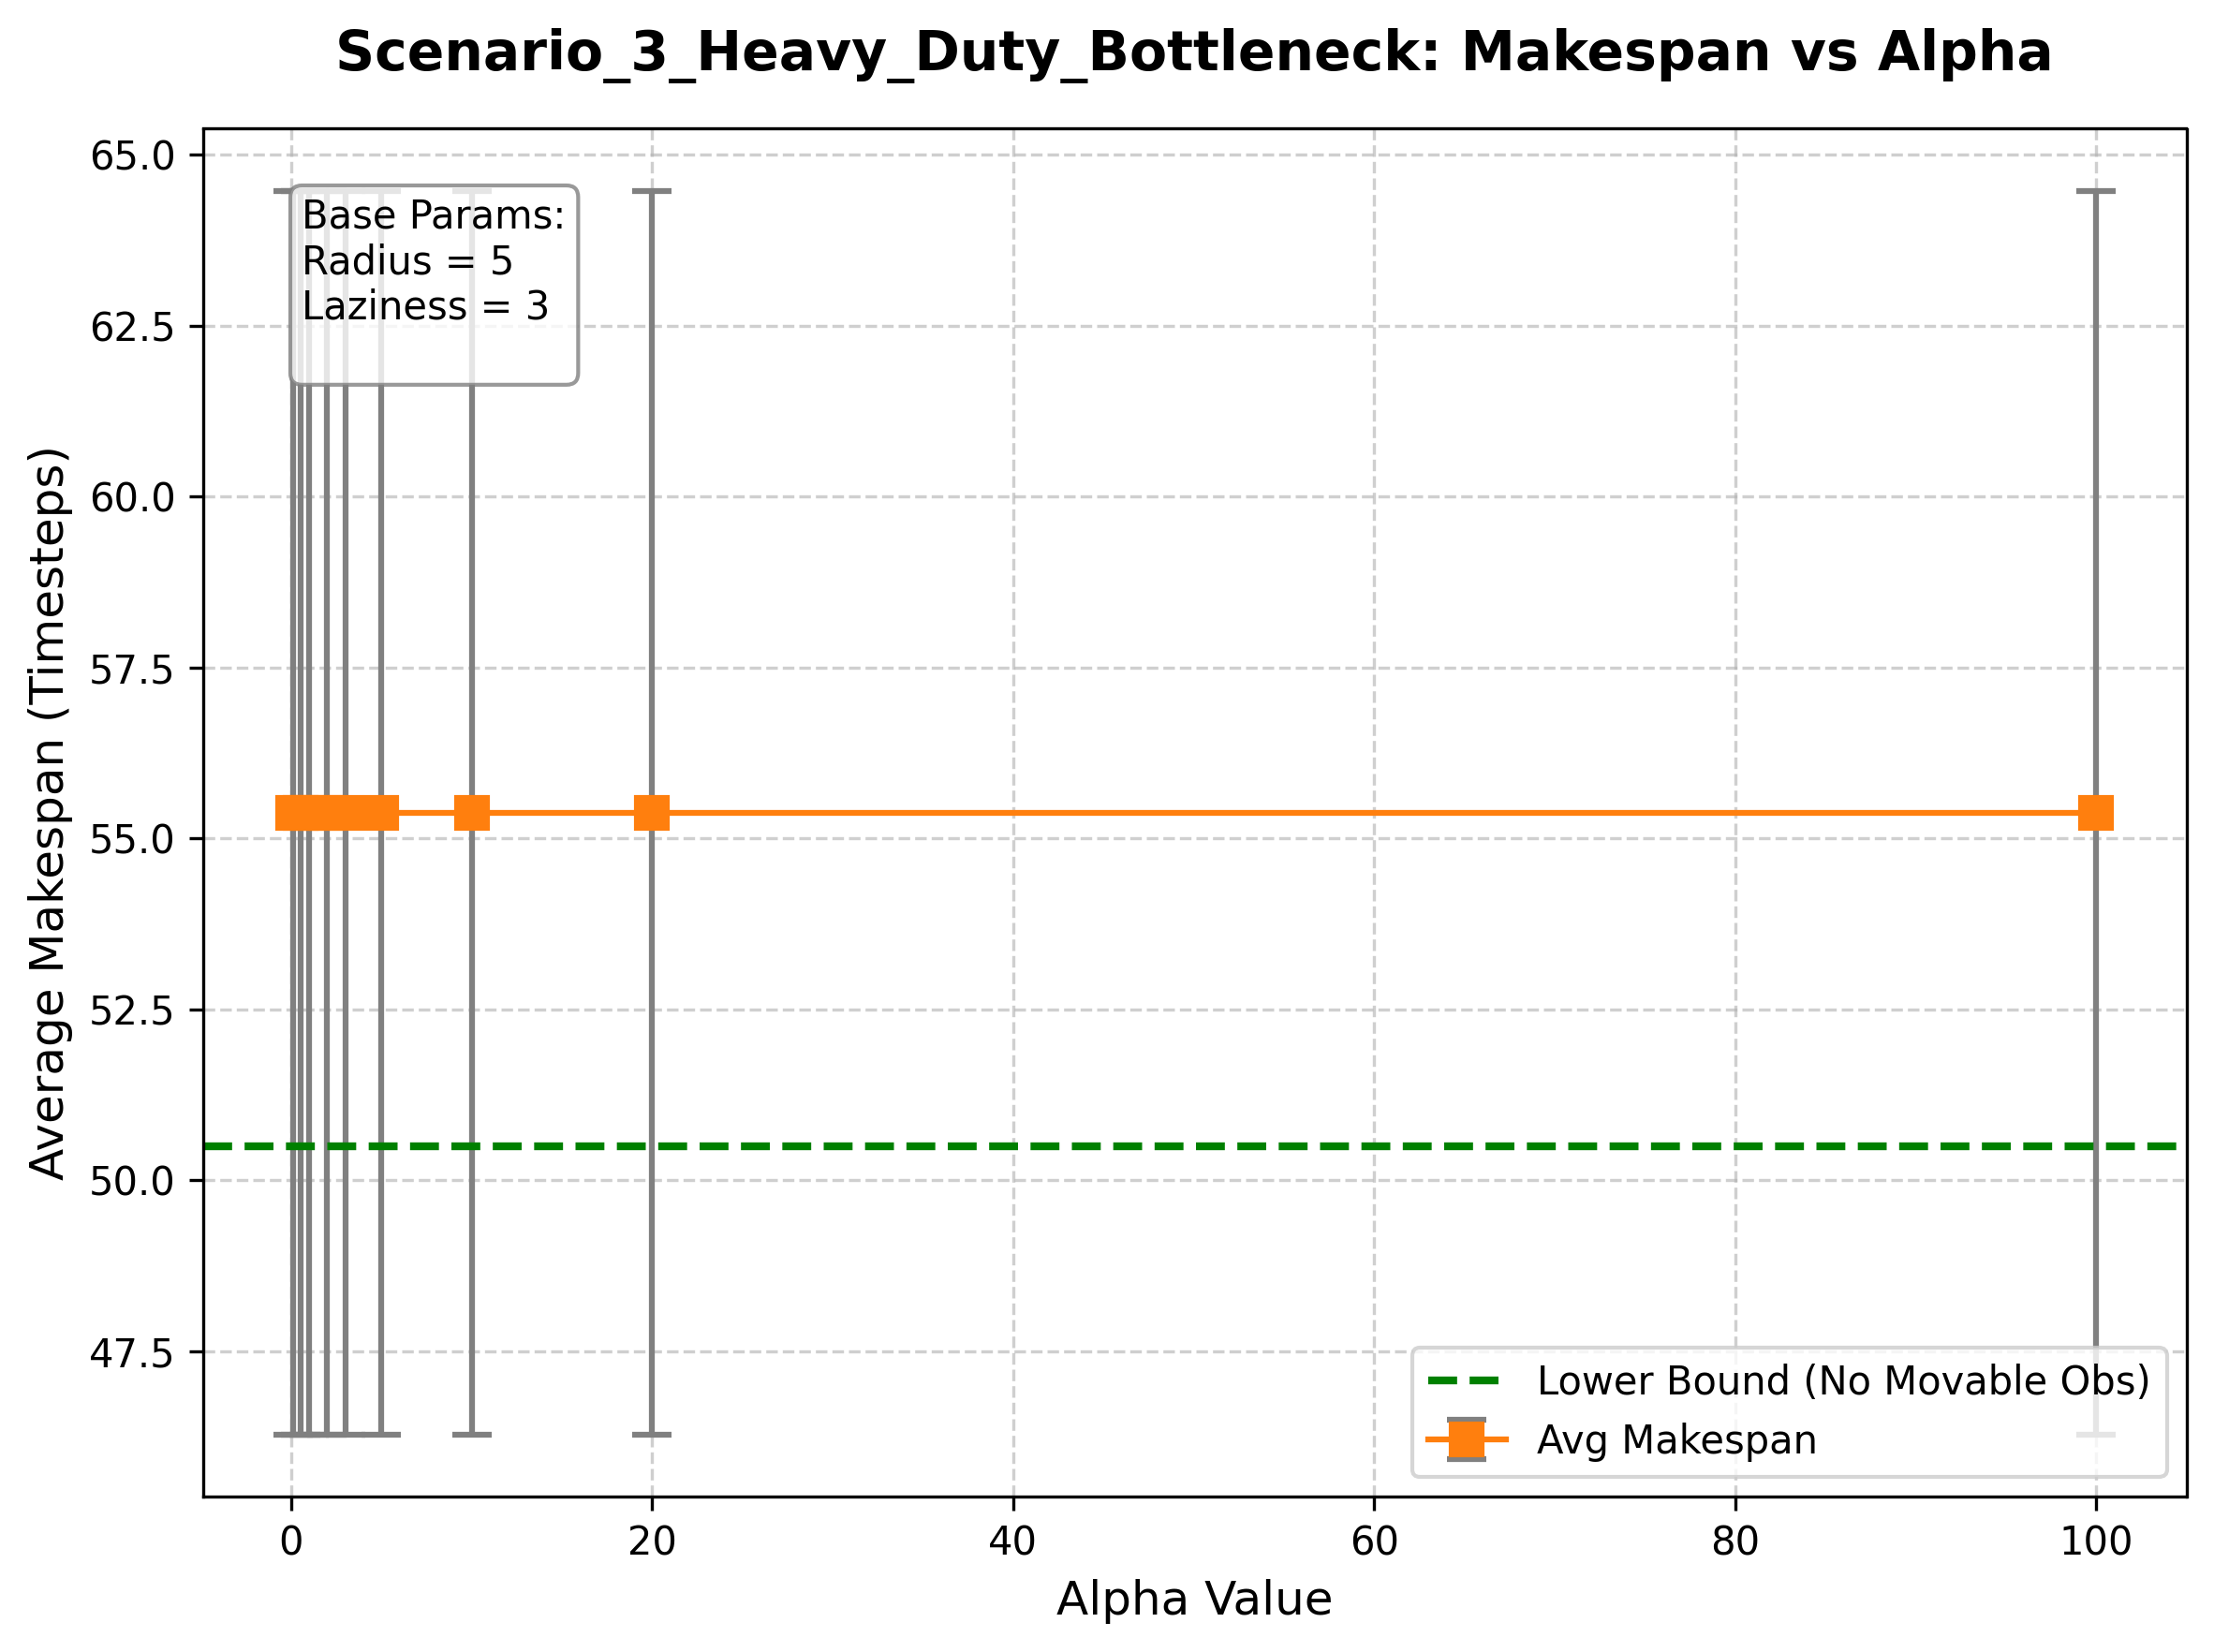 Scenario_3_Heavy_Duty_Bottleneck: Makespan vs Alpha
65.0
62.5
60.0
57.5
55.0
52.5
50.0
47.5
Average Makespan (Timesteps)
Base Params:
Radius = 5
Laziness = 3
Lower Bound (No Movable Obs)
Avg Makespan
0 20 40 60 80 100
Alpha Value